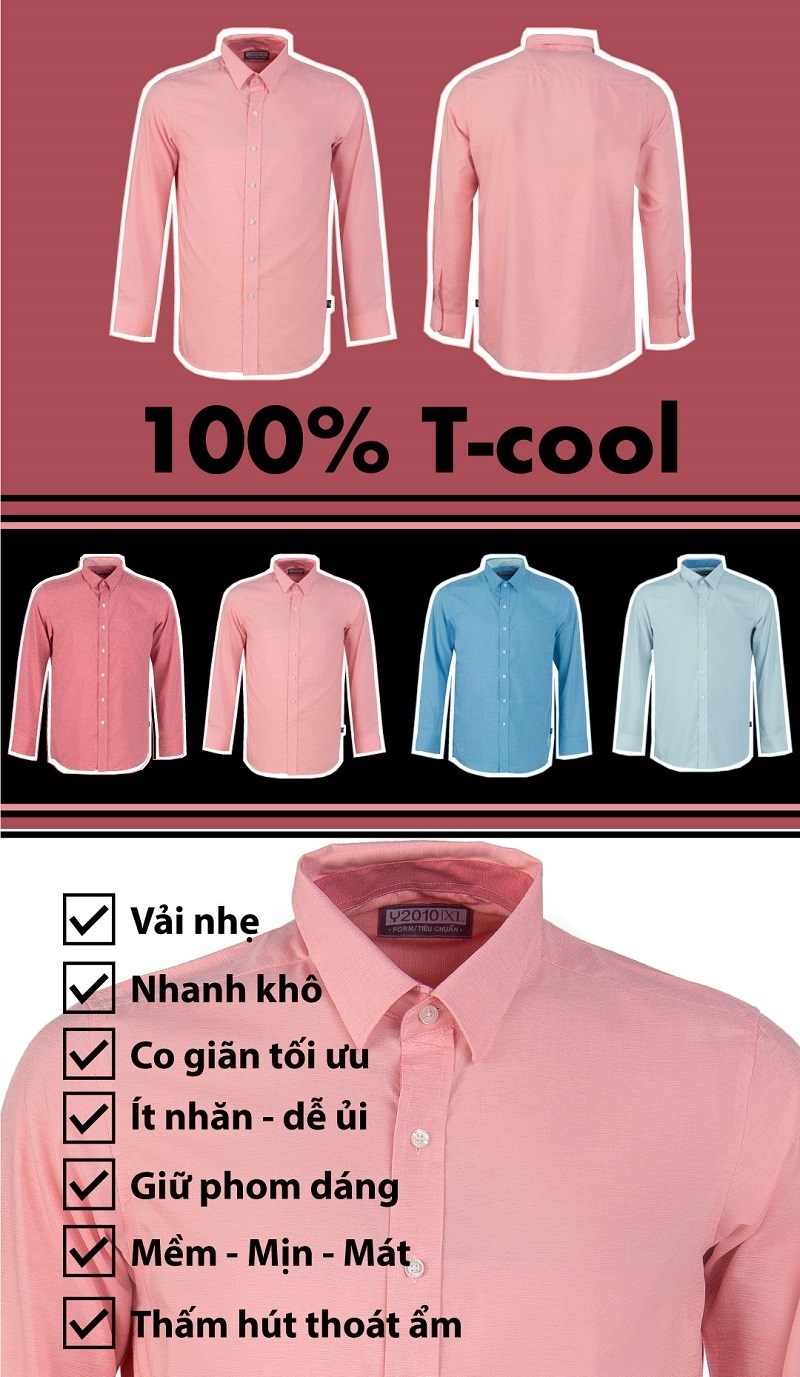 100% T-cool
Y2010|XL
- FORM/TIÊU CHUẨN -
Vải nhẹ
Nhanh khô
Co giãn tối ưu
Ít nhăn - dễ ủi
Giữ phom dáng
Mềm - Mịn - Mát
Thấm hút thoát ẩm